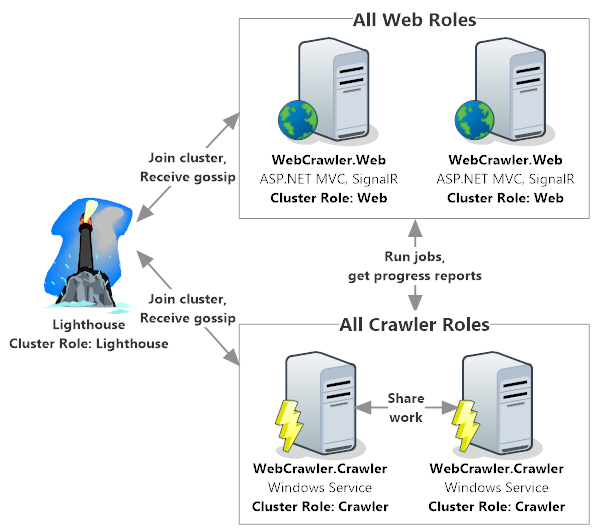 All Web Roles
WebCrawler.Web
ASP.NET MVC, SignalR
Cluster Role: Web
WebCrawler.Web
ASP.NET MVC, SignalR
Cluster Role: Web
Join cluster,
Receive gossip
Run jobs,
get progress reports
Lighthouse
Cluster Role: Lighthouse
Join cluster,
Receive gossip
All Crawler Roles
Share
work
WebCrawler.Crawler
Windows Service
Cluster Role: Crawler
WebCrawler.Crawler
Windows Service
Cluster Role: Crawler